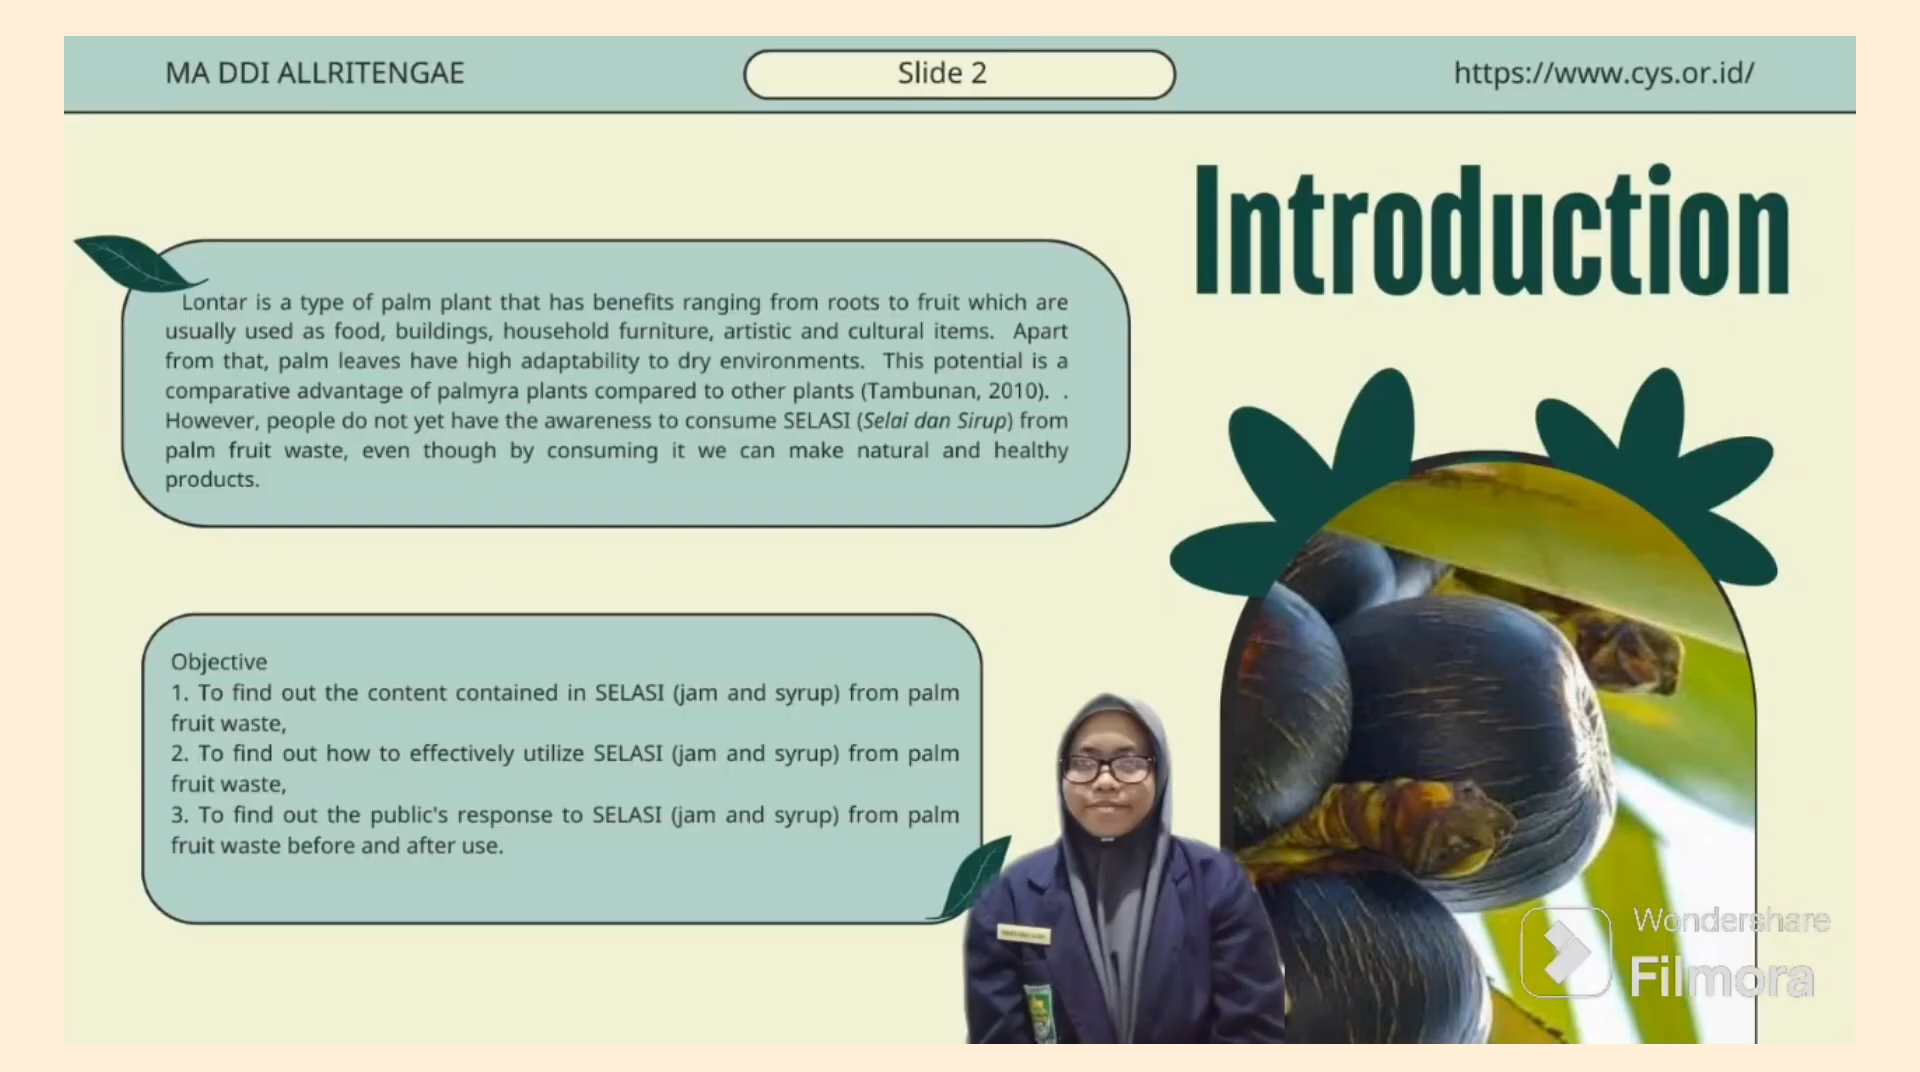 MA DDI ALLRITENGAE
Slide 2
https://www.cys.or.id/
Introduction
Lontar is a type of palm plant that has benefits ranging from roots to fruit which are
usually used as food, buildings, household furniture, artistic and cultural items. Apart
from that, palm leaves have high adaptability to dry environments. This potential is a
comparative advantage of palmyra plants compared to other plants (Tambunan, 2010). .
However, people do not yet have the awareness to consume SELASI (Selai dan Sirup) from
palm fruit waste, even though by consuming it we can make natural and healthy
products.
Objective
1. To find out the content contained in SELASI (jam and syrup) from palm
fruit waste,
2. To find out how to effectively utilize SELASI (jam and syrup) from palm
fruit waste,
3. To find out the public's response to SELASI (jam and syrup) from palm
fruit waste before and after use.
Wondershare
Filmora